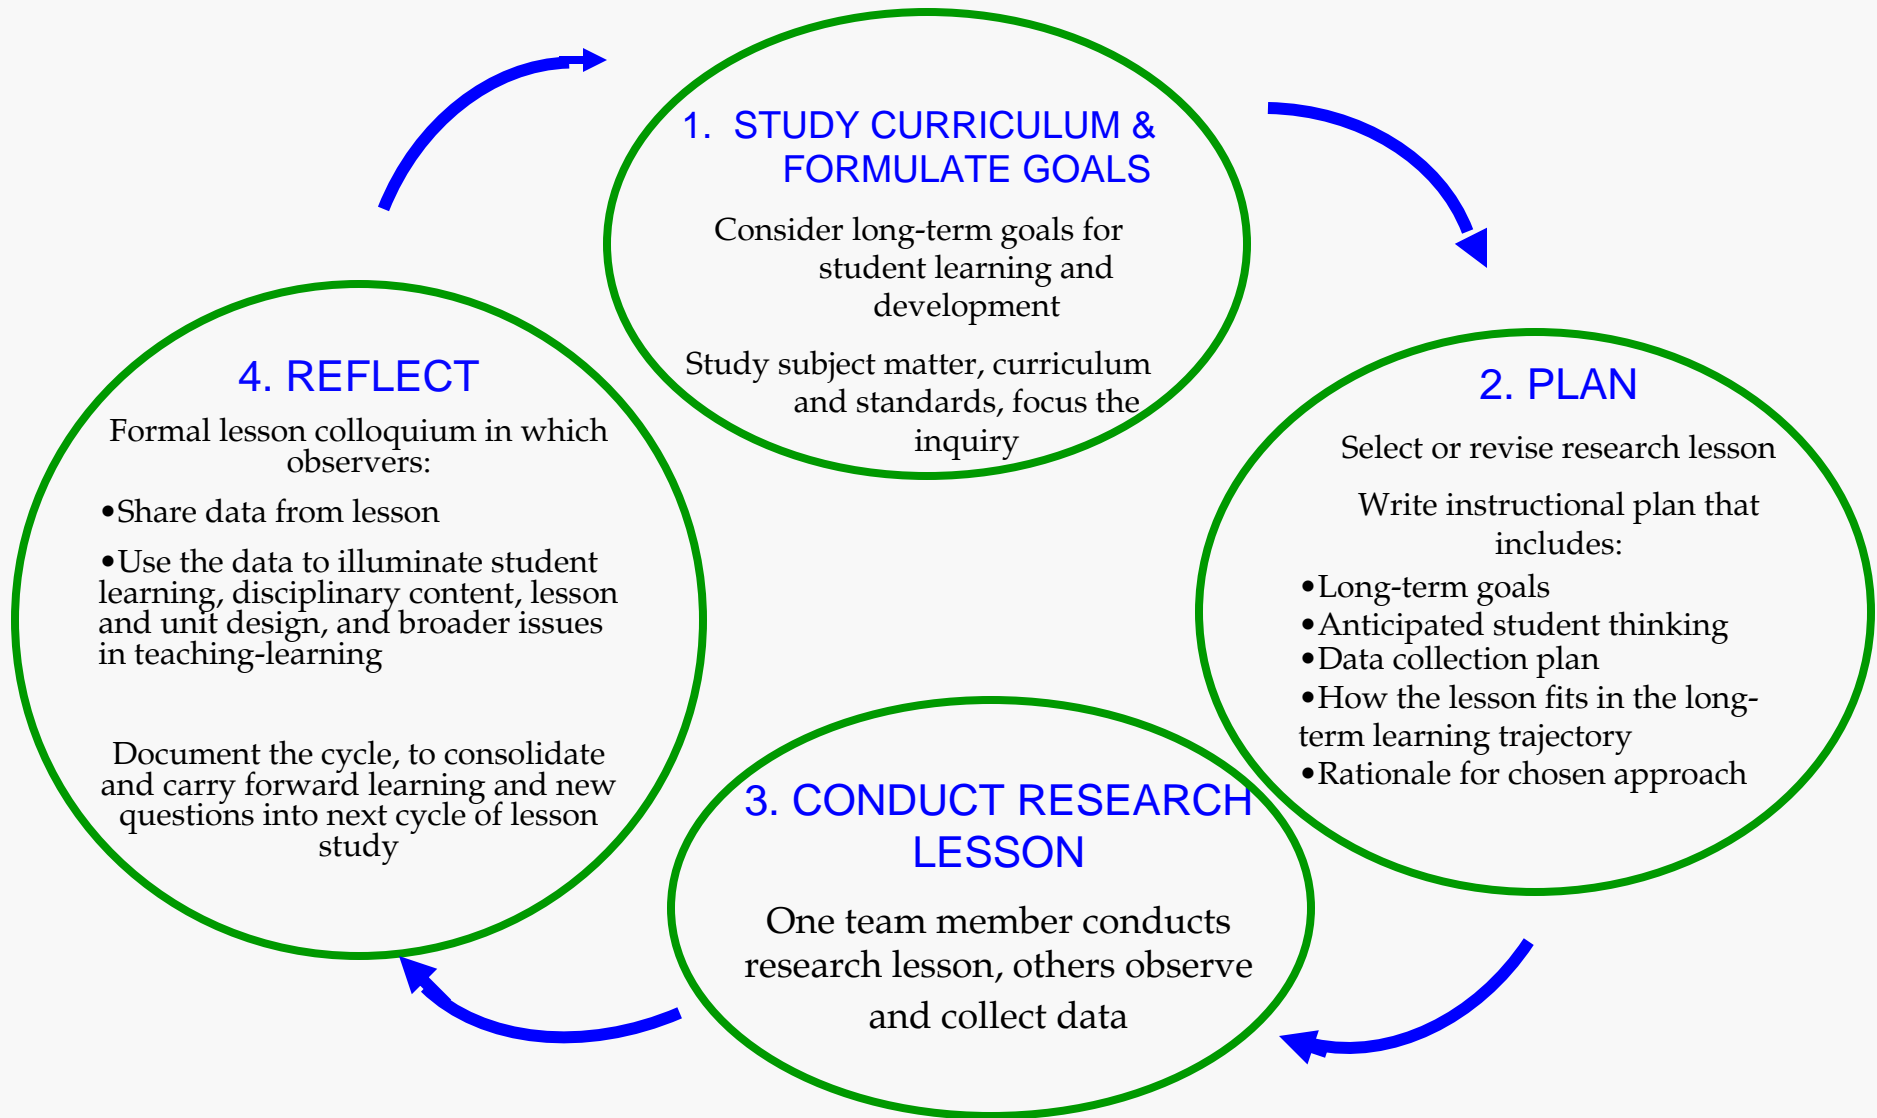 1. STUDY CURRICULUM &
FORMULATE GOALS
Consider long-term goals for
student learning and
development
Study subject matter, curriculum
and standards, focus the
inquiry
2. PLAN
Select or revise research lesson
Write instructional plan that
includes:
•Long-term goals
•Anticipated student thinking
•Data collection plan
•How the lesson fits in the long-
term learning trajectory
•Rationale for chosen approach
3. CONDUCT RESEARCH
LESSON
One team member conducts
research lesson, others observe
and collect data
4. REFLECT
Formal lesson colloquium in which
observers:
•Share data from lesson
•Use the data to illuminate student
learning, disciplinary content, lesson
and unit design, and broader issues
in teaching-learning
Document the cycle, to consolidate
and carry forward learning and new
questions into next cycle of lesson
study